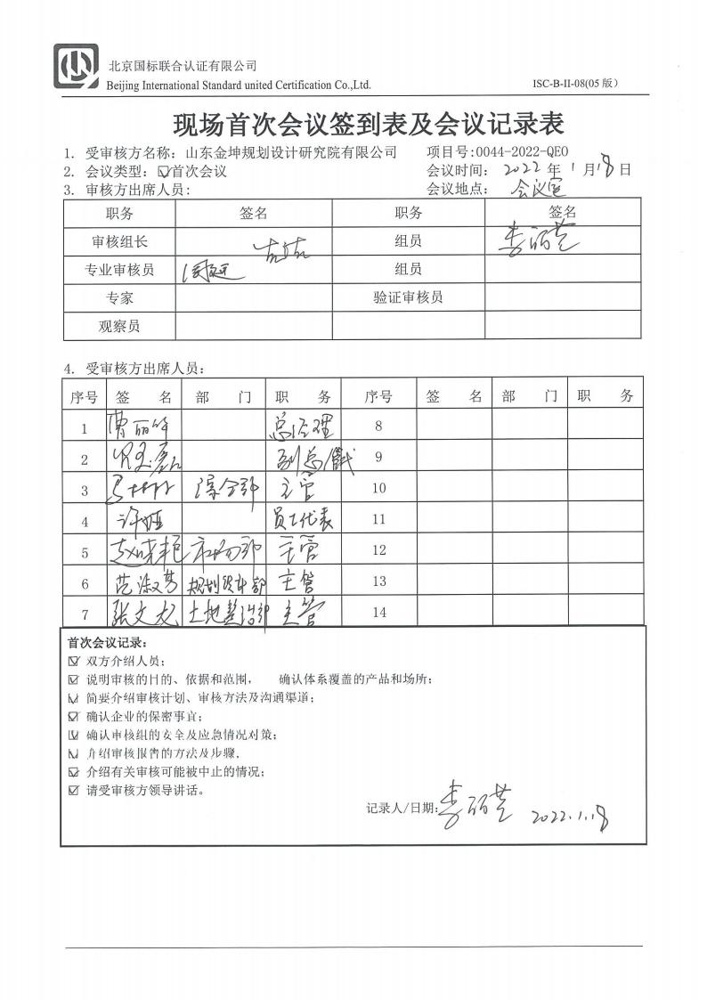 北京国标联合认证有限公司
Beijing International Standard united Certification Co.,Ltd.
ISC-B-II-08(05 版)
现场首次会议签到表及会议记录表
1. 受审核方名称：山东金坤规划设计研究院有限公司 项目号:0044-2022-QEO
2. 会议类型：☑首次会议 会议时间： 2022 年 1 月18日
3. 审核方出席人员： 会议地点： 会议室
职务 签名 职务 签名
审核组长 组员 李丽芝
专业审核员 组员
专家 验证审核员
观察员
4. 受审核方出席人员：
序号 签 名 部 门 职 务 序号 签 名 部 门 职 务
1 总经理 8
2 副总 9
3 综合部 主管 10
4 员工代表 11
5 赵晓艳 市场部 主管 12
6 范淑芳 规划设计部 主管 13
7 张文龙 土地整治部 主管 14
首次会议记录：
☑ 双方介绍人员；
☑ 说明审核的目的、依据和范围， 确认体系覆盖的产品和场所；
☑ 简要介绍审核计划、审核方法及沟通渠道；
☑ 确认企业的保密事宜；
☑ 确认审核组的安全及应急情况对策；
☑ 介绍审核报告的方法及步骤，
☑ 介绍有关审核可能被中止的情况；
☑ 请受审核方领导讲话。
记录人/日期: 李丽芝 2022.1.18